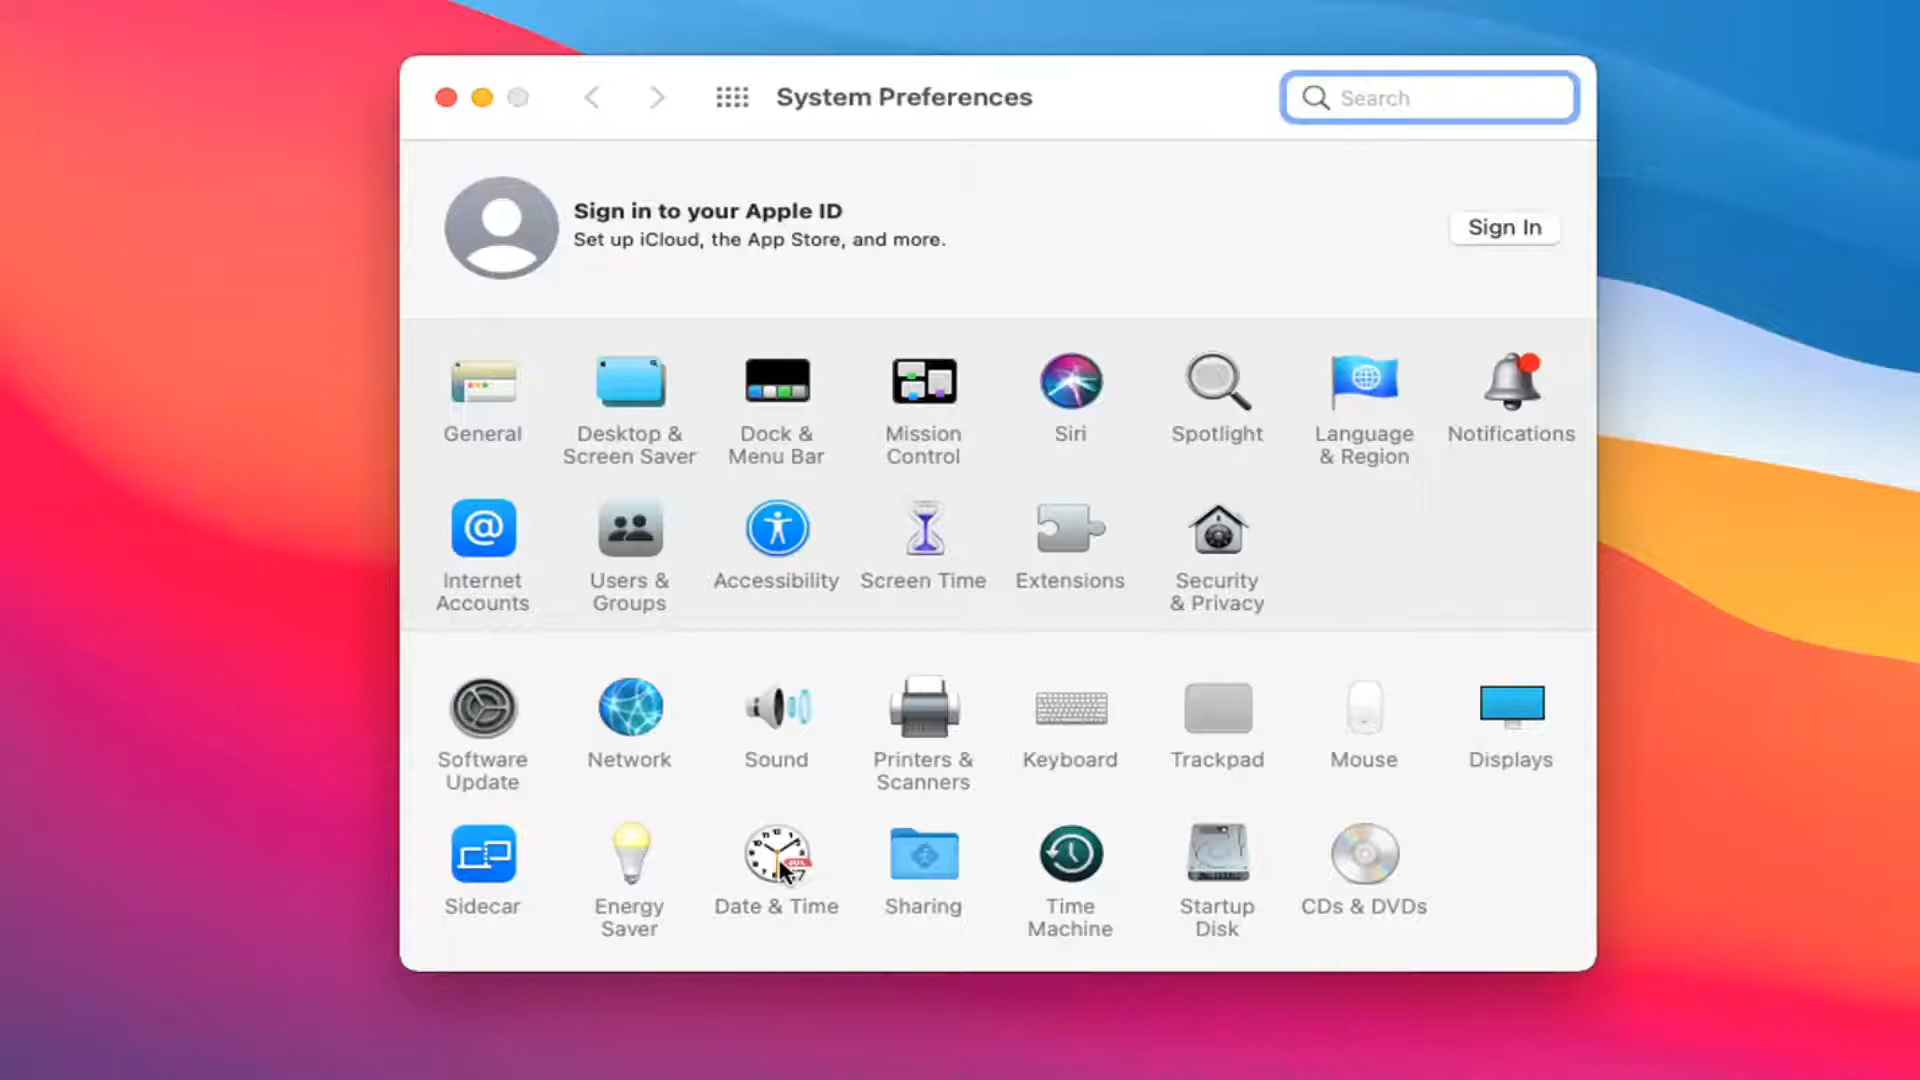 System Preferences
Search
Sign in to your Apple ID
Set up iCloud, the App Store, and more.
Sign In
General
Desktop &
Screen Saver
Dock &
Menu Bar
Mission
Control
Siri
Spotlight
Language
& Region
Notifications
Internet
Accounts
Users &
Groups
Accessibility
Screen Time
Extensions
Security
& Privacy
Software
Update
Network
Sound
Printers &
Scanners
Keyboard
Trackpad
Mouse
Displays
Sidecar
Energy
Saver
JUL
Date & Time
Sharing
Time
Machine
Startup
Disk
CDs & DVDs